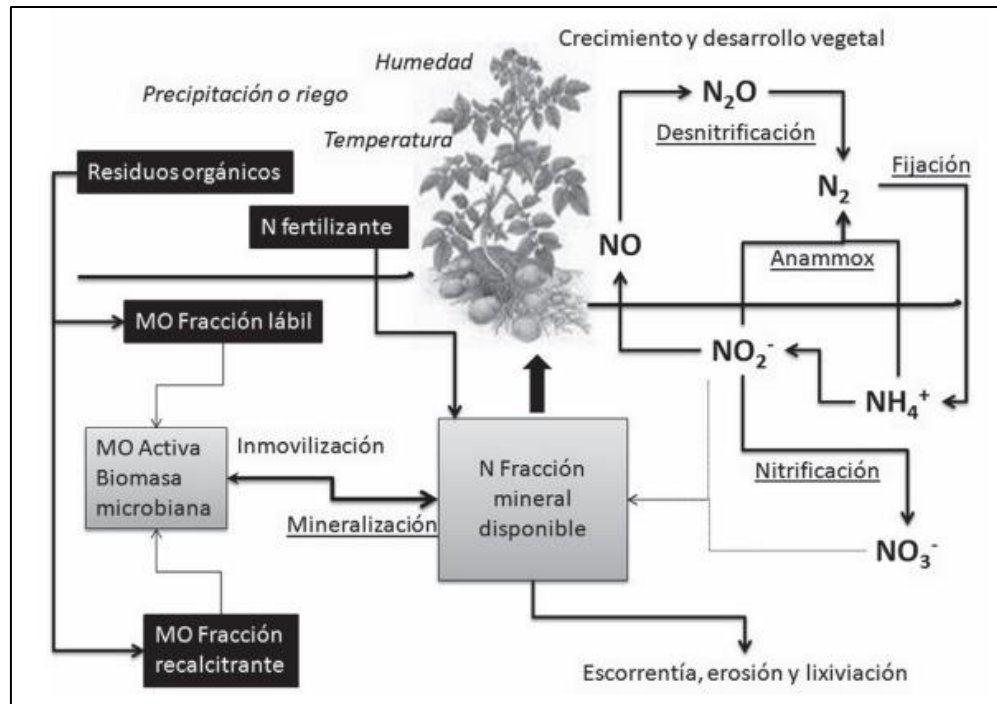 Crecimiento y desarrollo vegetal
Humedad
Precipitación o riego
Temperatura
N₂O
Desnitrificación
Residuos orgánicos
N₂
Fijación
N fertilizante
NO
Anammox
MO Fracción lábil
NO₂⁻
NH₄⁺
MO Activa
Biomasa
microbiana
Inmovilización
Mineralización
N Fracción
mineral
disponible
Nitrificación
NO₃⁻
MO Fracción
recalcitrante
Escorrentía, erosión y lixiviación